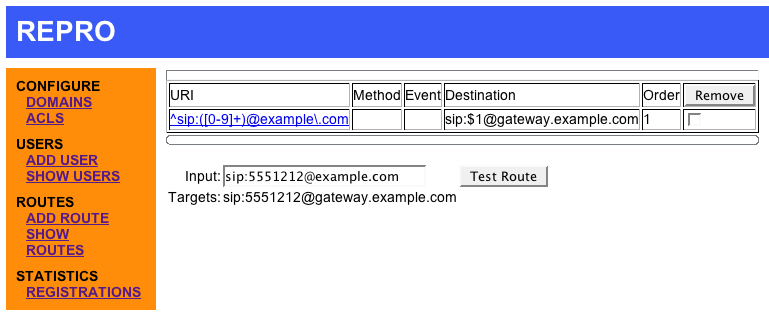 REPRO
CONFIGURE
DOMAINS
ACLS
USERS
ADD USER
SHOW USERS
ROUTES
ADD ROUTE
SHOW
ROUTES
STATISTICS
REGISTRATIONS
URI Method Event Destination Order Remove
^sip:([0-9]+)@example\.com sip:$1@gateway.example.com 1
Input: sip:5551212@example.com Test Route
Targets: sip:5551212@gateway.example.com